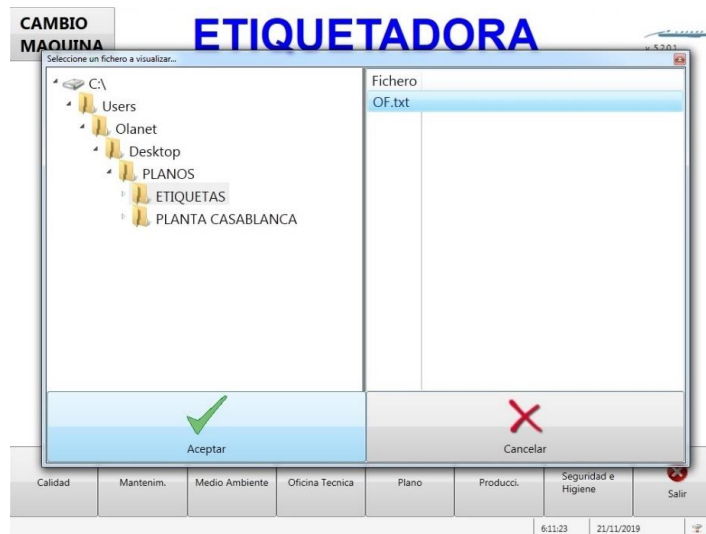 CAMBIO
MAQUINA
ETIQUETADORA
v. 5.2.0.1
Seleccione un fichero a visualizar...
C:\
Users
Olanet
Desktop
PLANOS
ETIQUETAS
PLANTA CASABLANCA
Fichero
OF.txt
Aceptar
Cancelar
Calidad
Mantenim.
Medio Ambiente
Oficina Tecnica
Plano
Producci.
Seguridad e
Higiene
Salir
6:11:23
21/11/2019